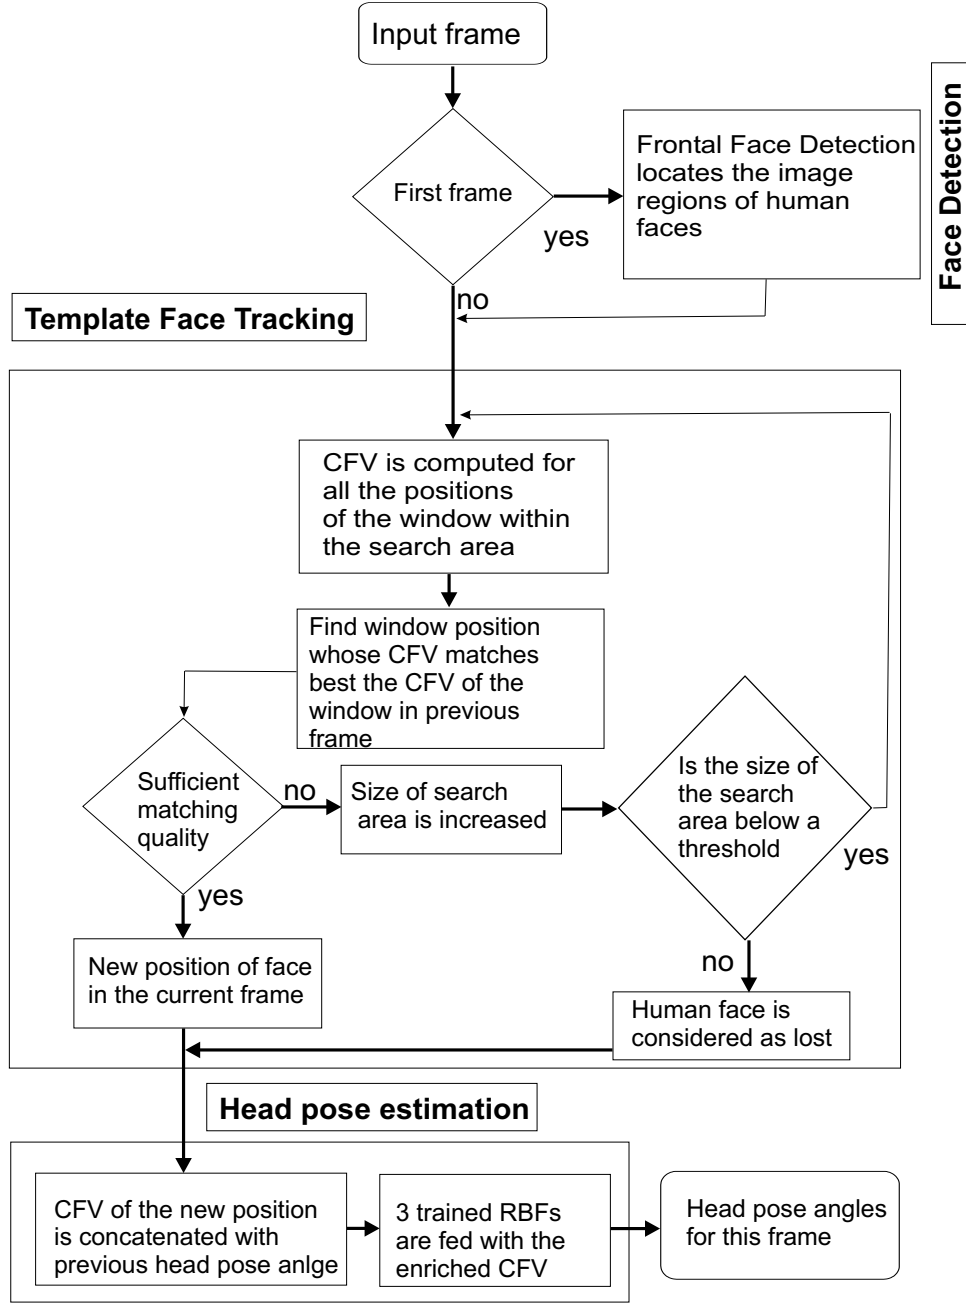 Input frame
First frame
yes
no
Frontal Face Detection
locates the image
regions of human
faces
Face Detection
Template Face Tracking
CFV is computed for
all the positions
of the window within
the search area
Find window position
whose CFV matches
best the CFV of the
window in previous
frame
Sufficient
matching
quality
no
yes
Size of search
area is increased
Is the size of
the search
area below a
threshold
yes
no
New position of face
in the current frame
Human face is
considered as lost
Head pose estimation
CFV of the new position
is concatenated with
previous head pose anlge
3 trained RBFs
are fed with the
enriched CFV
Head pose angles
for this frame